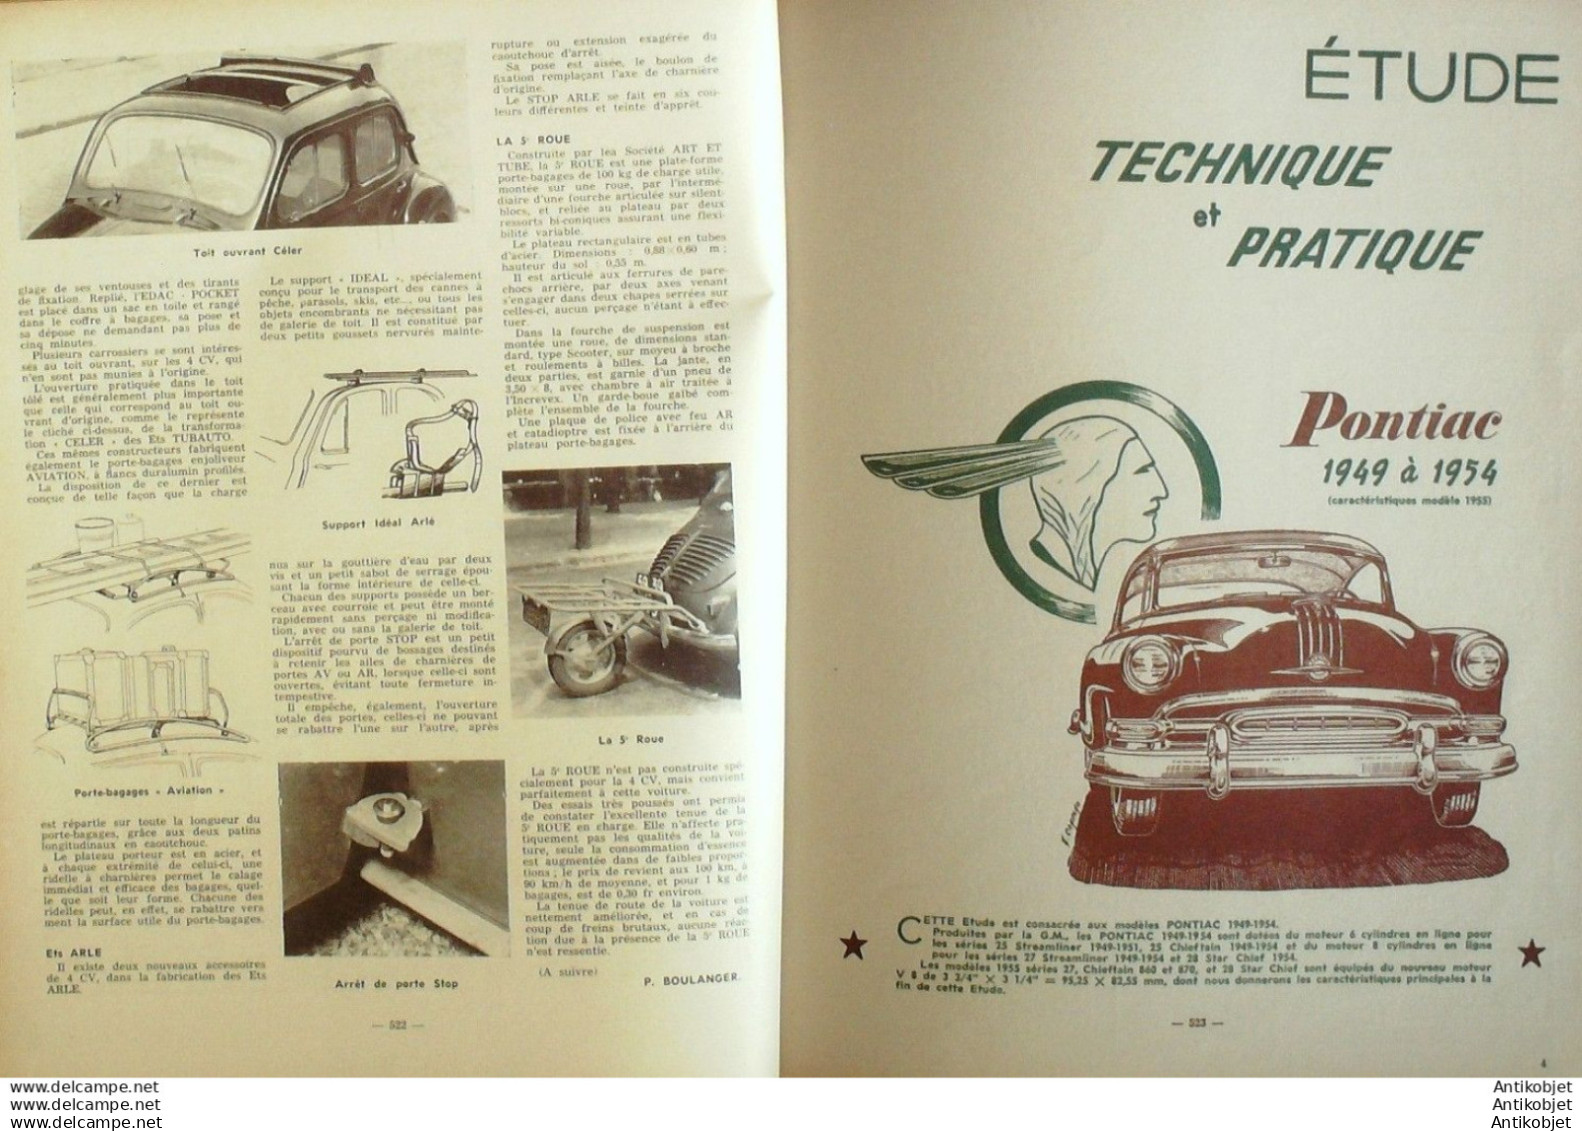 Toit ouvrant Céler
glage de ses ventouses et des tirants
de fixation. Replié, l'EDAC - POCKET
est placé dans un sac en toile et rangé
dans le coffre à bagages, sa pose et
sa dépose ne demandant pas plus de
cinq minutes.
Plusieurs carrossiers se sont intéres-
sés au toit ouvrant, sur les 4 CV, qui
n'en sont pas munies à l'origine.
L'ouverture pratiquée dans le toit
tôlé est généralement plus importante
que celle qui correspond au toit ou-
vrant d'origine, comme le représente
le cliché ci-dessus, de la transforma-
tion « CELER » des Ets TUBAUTO.
Ces mêmes constructeurs fabriquent
également le porte-bagages enjoliveur
AVIATION, à flancs duralumin profilés.
La disposition de ce dernier est
conçue de telle façon que la charge
Porte-bagages « Aviation »
est répartie sur toute la longueur du
porte-bagages, grâce aux deux patins
longitudinaux en caoutchouc.
Le plateau porteur est en acier, et
à chaque extrémité de celui-ci, une
ridelle à charnières permet le calage
immédiat et efficace des bagages, quel-
le que soit leur forme. Chacune des
ridelles peut, en effet, se rabattre vers
ment la surface utile du porte-bagages.
Ets ARLE
Il existe deux nouveaux accessoires
de 4 CV, dans la fabrication des Ets
ARLE.
Le support « IDEAL », spécialement
conçu pour le transport des cannes à
pêche, parasols, skis, etc..., ou tous les
objets encombrants ne nécessitant pas
de galerie de toit. Il est constitué par
deux petits goussets nervurés mainte-
Support Idéal Arlé
nus sur la gouttière d'eau par deux
vis et un petit sabot de serrage épou-
sant la forme intérieure de celle-ci.
Chacun des supports possède un ber-
ceau avec courroie et peut être monté
rapidement sans perçage ni modifica-
tion, avec ou sans la galerie de toit.
L'arrêt de porte STOP est un petit
dispositif pourvu de bossages destinés
à retenir les ailes de charnières de
portes AV ou AR, lorsque celle-ci sont
ouvertes, évitant toute fermeture in-
tempestive.
Il empêche, également, l'ouverture
totale des portes, celles-ci ne pouvant
se rabattre l'une sur l'autre, après
Arrêt de porte Stop
rupture ou extension exagérée du
caoutchouc d'arrêt.
Sa pose est aisée, le boulon de
fixation remplaçant l'axe de charnière
d'origine.
Le STOP ARLE se fait en six cou-
leurs différentes et teinte d'apprêt.
LA 5e ROUE
Construite par lea Société ART ET
TUBE, la 5e ROUE est une plate-forme
porte-bagages de 100 kg de charge utile,
montée sur une roue, par l'intermé-
diaire d'une fourche articulée sur silent-
blocs, et reliée au plateau par deux
ressorts bi-coniques assurant une flexi-
bilité variable.
Le plateau rectangulaire est en tubes
d'acier. Dimensions : 0,88 × 0,60 m ;
hauteur du sol : 0,55 m.
Il est articulé aux ferrures de pare-
chocs arrière, par deux axes venant
s'engager dans deux chapes serrées sur
celles-ci, aucun perçage n'étant à effec-
tuer.
Dans la fourche de suspension est
montée une roue, de dimensions stan-
dard, type Scooter, sur moyeu à broche
et roulements à billes. La jante, en
deux parties, est garnie d'un pneu de
3,50 × 8, avec chambre à air traitée à
l'Increvex. Un garde-boue galbé com-
plète l'ensemble de la fourche.
Une plaque de police avec feu AR
et catadioptre est fixée à l'arrière du
plateau porte-bagages.
La 5e Roue
La 5e ROUE n'est pas construite spé-
cialement pour la 4 CV, mais convient
parfaitement à cette voiture.
Des essais très poussés ont permis
de constater l'excellente tenue de la
5e ROUE en charge. Elle n'affecte pra-
tiquement pas les qualités de la voi-
ture, seule la consommation d'essence
est augmentée dans de faibles propor-
tions ; le prix de revient aux 100 km, à
90 km/h de moyenne, et pour 1 kg de
bagages, est de 0,30 fr environ.
La tenue de route de la voiture est
nettement améliorée, et en cas de
coup de freins brutaux, aucune réac-
tion due à la présence de la 5e ROUE
n'est ressentie.
(A suivre)
P. BOULANGER.
— 522 —
ÉTUDE
TECHNIQUE
et
PRATIQUE
Pontiac
1949 à 1954
(caractéristiques modèle 1955)
CETTE Etude est consacrée aux modèles PONTIAC 1949-1954.
Produites par la G.M., les PONTIAC 1949-1954 sont dotées du moteur 6 cylindres en ligne pour
les séries 25 Streamliner 1949-1951, 25 Chieftain 1949-1954 et du moteur 8 cylindres en ligne
pour les séries 27 Streamliner 1949-1954 et 28 Star Chief 1954.
Les modèles 1955 séries 27, Chieftain 860 et 870, et 28 Star Chief sont équipés du nouveau moteur
V 8 de 3 3/4" × 3 1/4" = 95,25 × 82,55 mm, dont nous donnerons les caractéristiques principales à la
fin de cette Etude.
— 523 —
4
www.delcampe.net
www.delcampe.net
www.delcampe.net
Antikobjet
Antikobjet
Antikobjet